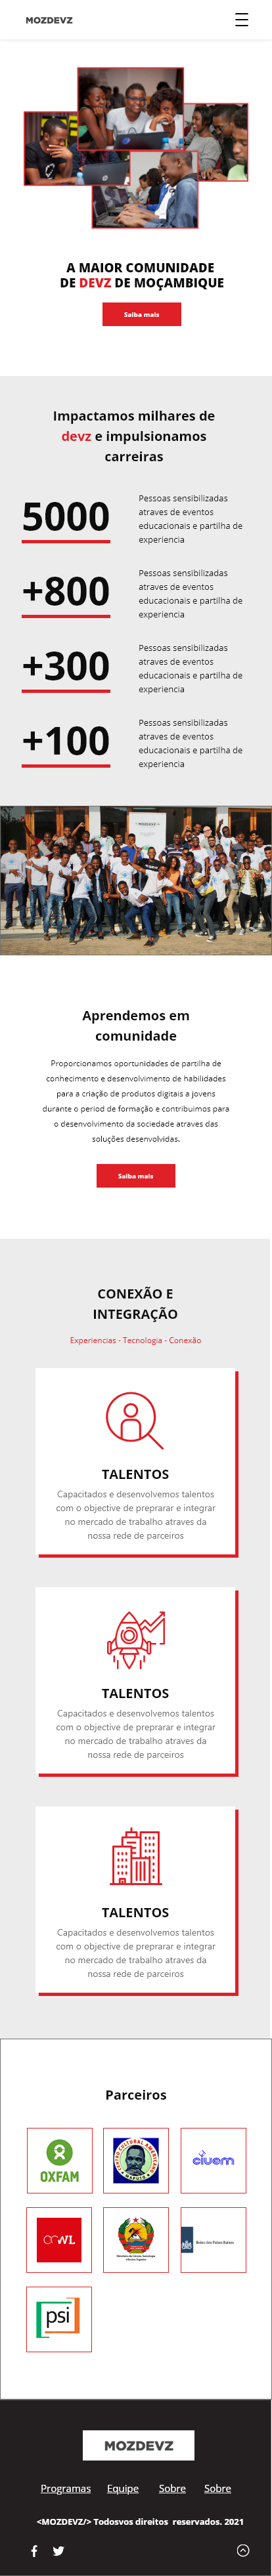 MOZDEVZ
A MAIOR COMUNIDADE
DE DEVZ DE MOÇAMBIQUE
Saiba mais
Impactamos milhares de
devz e impulsionamos
carreiras
5000
Pessoas sensibilizadas
atraves de eventos
educacionais e partilha de
experiencia
+800
Pessoas sensibilizadas
atraves de eventos
educacionais e partilha de
experiencia
+300
Pessoas sensibilizadas
atraves de eventos
educacionais e partilha de
experiencia
+100
Pessoas sensibilizadas
atraves de eventos
educacionais e partilha de
experiencia
Aprendemos em
comunidade
Proporcionamos oportunidades de partilha de
conhecimento e desenvolvimento de habilidades
para a criação de produtos digitais a jovens
durante o period de formação e contribuimos para
o desenvolvimento da sociedade atraves das
soluções desenvolvidas.
Saiba mais
CONEXÃO E
INTEGRAÇÃO
Experiencias - Tecnologia - Conexão
TALENTOS
Capacitados e desenvolvemos talentos
com o objective de preparar e integrar
no mercado de trabalho atraves da
nossa rede de parceiros
TALENTOS
Capacitados e desenvolvemos talentos
com o objective de preparar e integrar
no mercado de trabalho atraves da
nossa rede de parceiros
TALENTOS
Capacitados e desenvolvemos talentos
com o objective de preparar e integrar
no mercado de trabalho atraves da
nossa rede de parceiros
Parceiros
OXFAM
psi
MOZDEVZ
Programas Equipe Sobre Sobre
<MOZDEVZ/> Todosvos direitos reservados. 2021